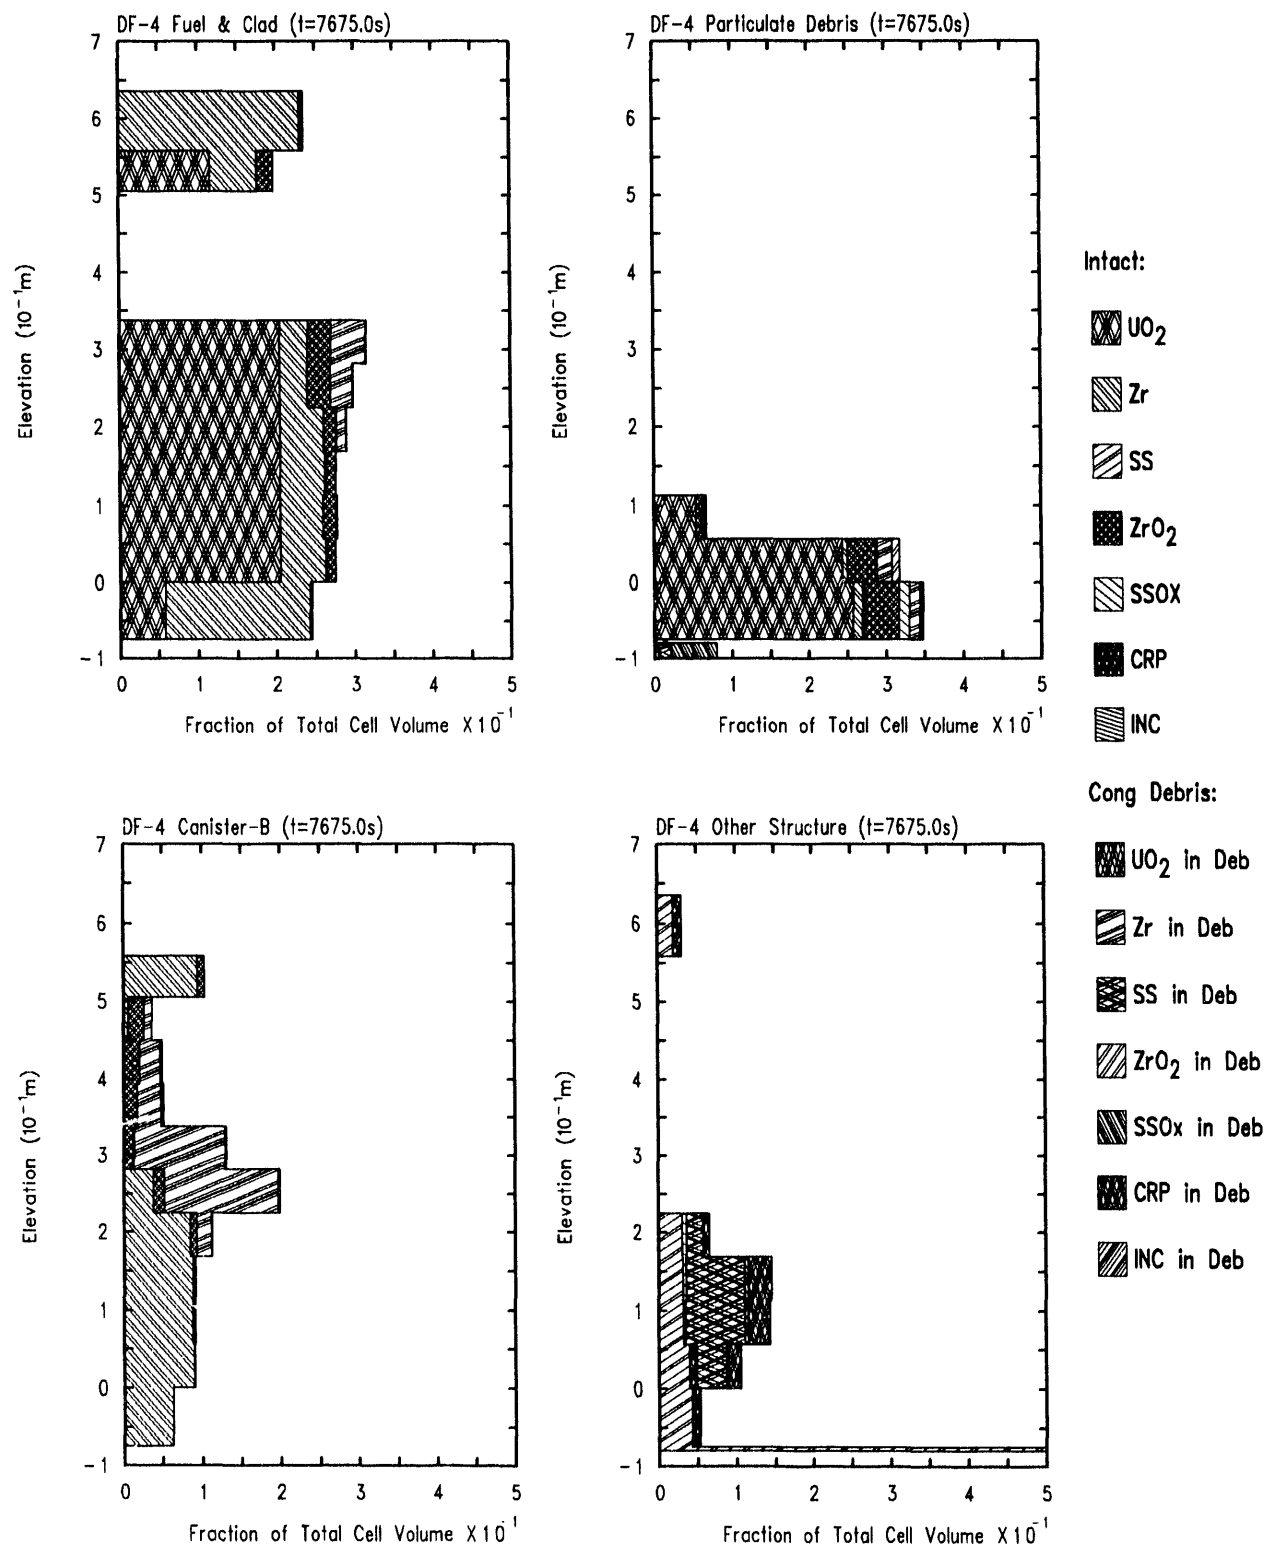 DF-4 Fuel & Clad (t=7675.0s)
7
6
5
4
3
2
1
0
-1
Elevation (10⁻¹m)
0 1 2 3 4 5
Fraction of Total Cell Volume X10⁻¹
DF-4 Particulate Debris (t=7675.0s)
7
6
5
4
3
2
1
0
-1
Elevation (10⁻¹m)
0 1 2 3 4 5
Fraction of Total Cell Volume X10⁻¹
Intact:
UO₂
Zr
SS
ZrO₂
SSOX
CRP
INC
Cong Debris:
UO₂ in Deb
Zr in Deb
SS in Deb
ZrO₂ in Deb
SSOx in Deb
CRP in Deb
INC in Deb
DF-4 Canister-B (t=7675.0s)
7
6
5
4
3
2
1
0
-1
Elevation (10⁻¹m)
0 1 2 3 4 5
Fraction of Total Cell Volume X10⁻¹
DF-4 Other Structure (t=7675.0s)
7
6
5
4
3
2
1
0
-1
Elevation (10⁻¹m)
0 1 2 3 4 5
Fraction of Total Cell Volume X10⁻¹